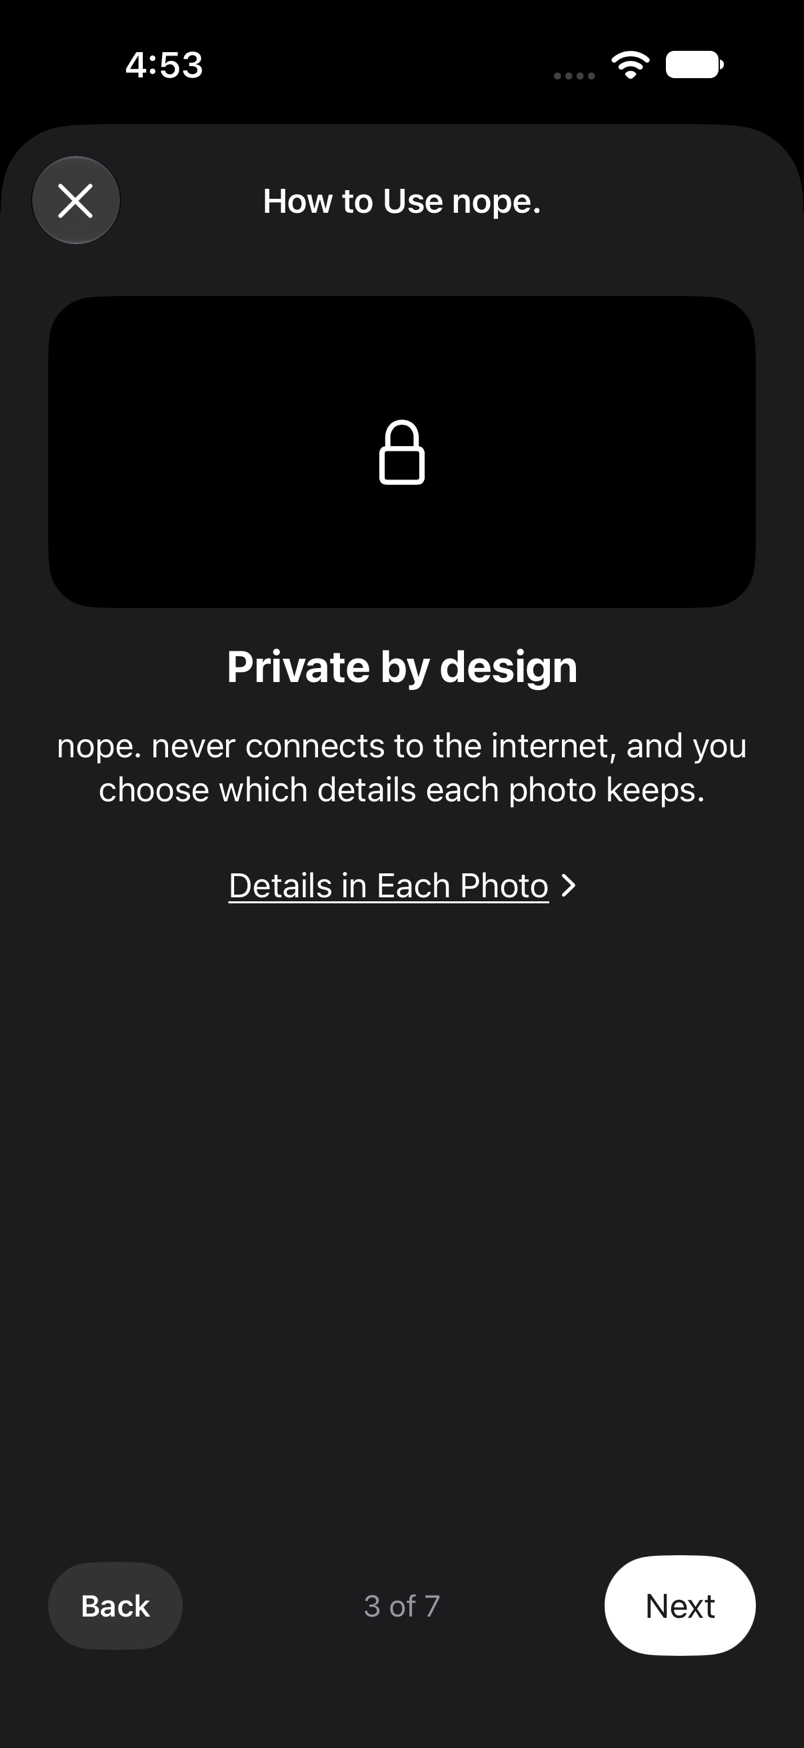 4:53
How to Use nope.
Private by design
nope. never connects to the internet, and you
choose which details each photo keeps.
Details in Each Photo
Back
3 of 7
Next